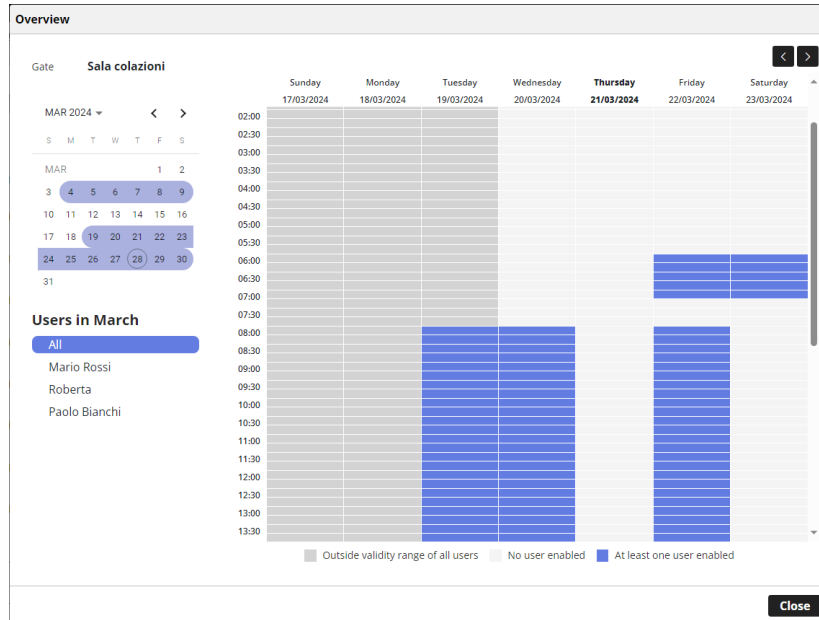 Overview
Gate Sala colazioni
MAR 2024
S M T W T F S
MAR 1 2
3 4 5 6 7 8 9
10 11 12 13 14 15 16
17 18 19 20 21 22 23
24 25 26 27 28 29 30
31
Users in March
All
Mario Rossi
Roberta
Paolo Bianchi
Sunday Monday Tuesday Wednesday Thursday Friday Saturday
17/03/2024 18/03/2024 19/03/2024 20/03/2024 21/03/2024 22/03/2024 23/03/2024
02:00
02:30
03:00
03:30
04:00
04:30
05:00
05:30
06:00
06:30
07:00
07:30
08:00
08:30
09:00
09:30
10:00
10:30
11:00
11:30
12:00
12:30
13:00
13:30
Outside validity range of all users No user enabled At least one user enabled
Close